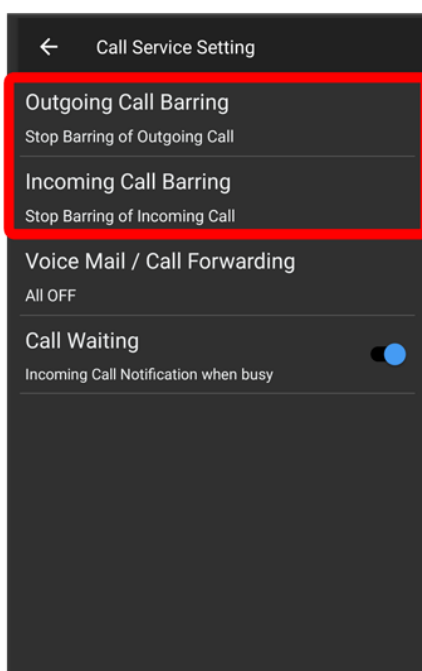 Call Service Setting
Outgoing Call Barring
Stop Barring of Outgoing Call
Incoming Call Barring
Stop Barring of Incoming Call
Voice Mail / Call Forwarding
All OFF
Call Waiting
Incoming Call Notification when busy